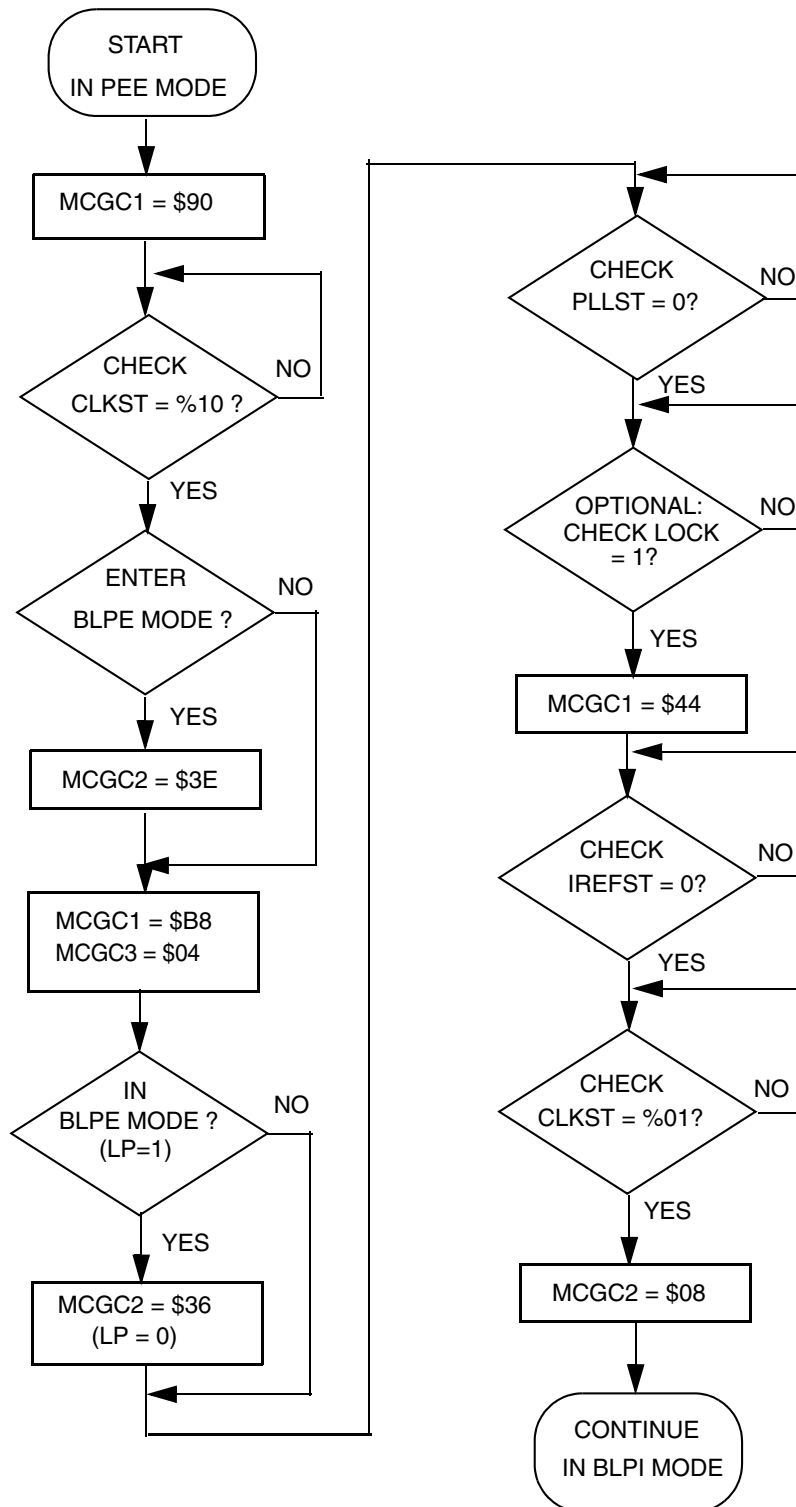 START
IN PEE MODE
MCGC1 = $90
CHECK
CLKST = %10 ?
NO
YES
ENTER
BLPE MODE ?
NO
YES
MCGC2 = $3E
MCGC1 = $B8
MCGC3 = $04
IN
BLPE MODE ?
(LP=1)
NO
YES
MCGC2 = $36
(LP = 0)
CHECK
PLLST = 0?
NO
YES
OPTIONAL:
CHECK LOCK
= 1?
NO
YES
MCGC1 = $44
CHECK
IREFST = 0?
NO
YES
CHECK
CLKST = %01?
NO
YES
MCGC2 = $08
CONTINUE
IN BLPI MODE